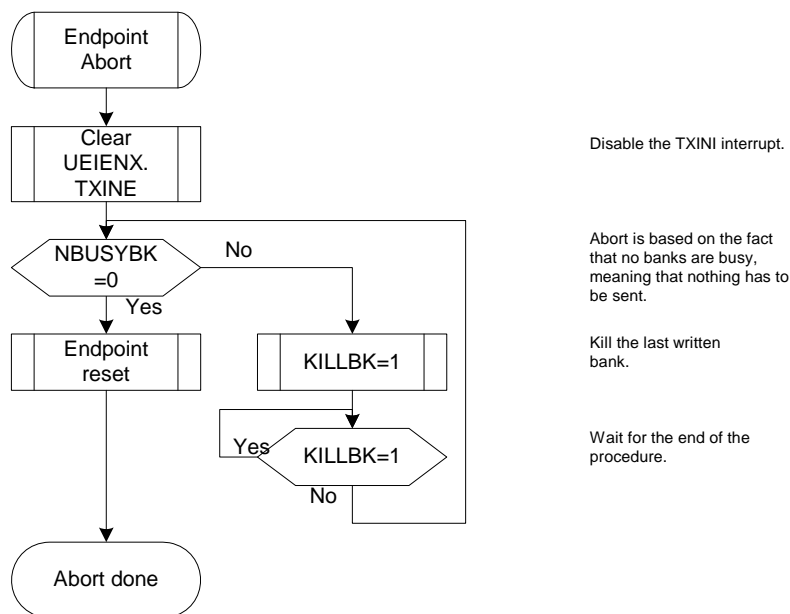 Endpoint
Abort
Clear
UEIENX.
TXINE
Disable the TXINI interrupt.
NBUSYBK
=0
No
Yes
Abort is based on the fact
that no banks are busy,
meaning that nothing has to
be sent.
Endpoint
reset
KILLBK=1
Kill the last written
bank.
Yes
KILLBK=1
No
Wait for the end of the
procedure.
Abort done